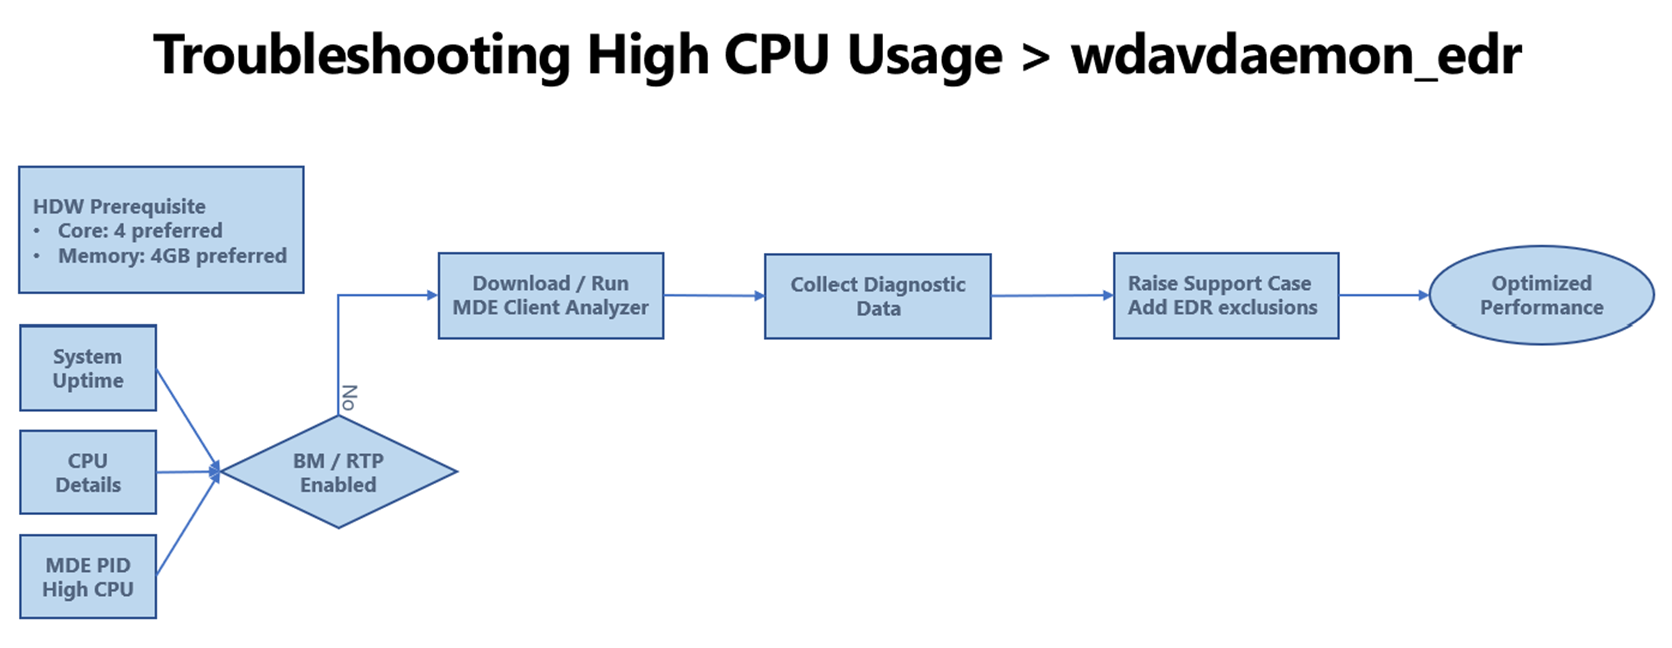 Troubleshooting High CPU Usage > wdavdaemon_edr
HDW Prerequisite
• Core: 4 preferred
• Memory: 4GB preferred
System
Uptime
CPU
Details
MDE PID
High CPU
BM / RTP
Enabled
No
Download / Run
MDE Client Analyzer
Collect Diagnostic
Data
Raise Support Case
Add EDR exclusions
Optimized
Performance